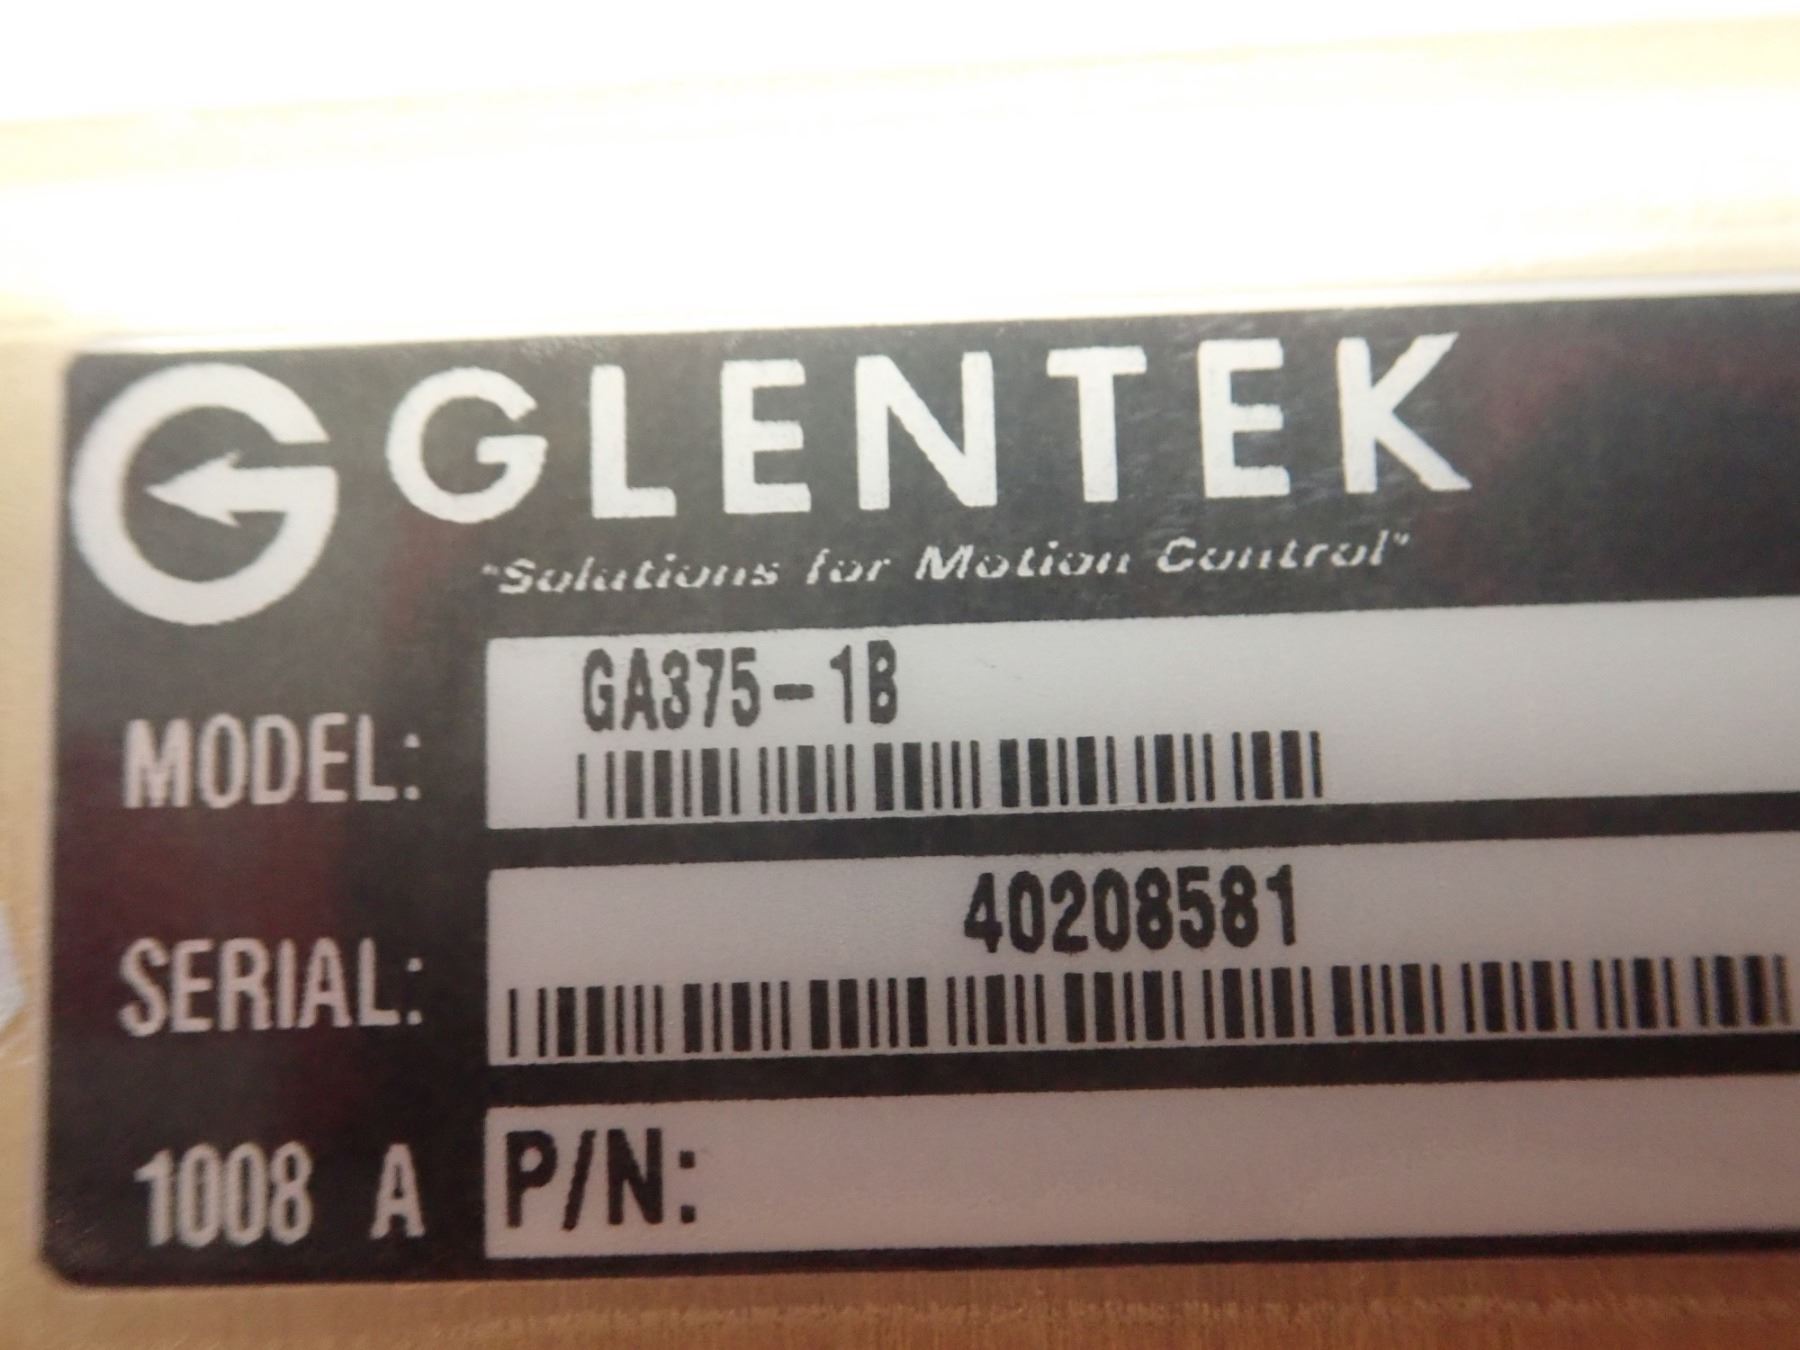 GLENTEK
"Solutions for Motion Control"
MODEL: GA375-1B
SERIAL: 40208581
1008 A P/N: